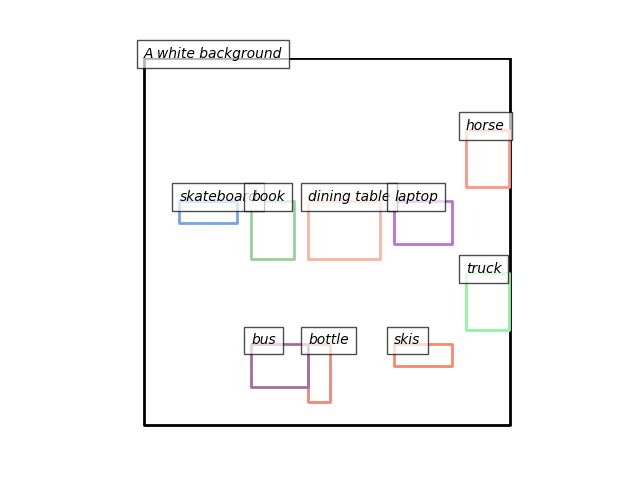 A white background
horse
skateboard
book
dining table
laptop
truck
bus
bottle
skis